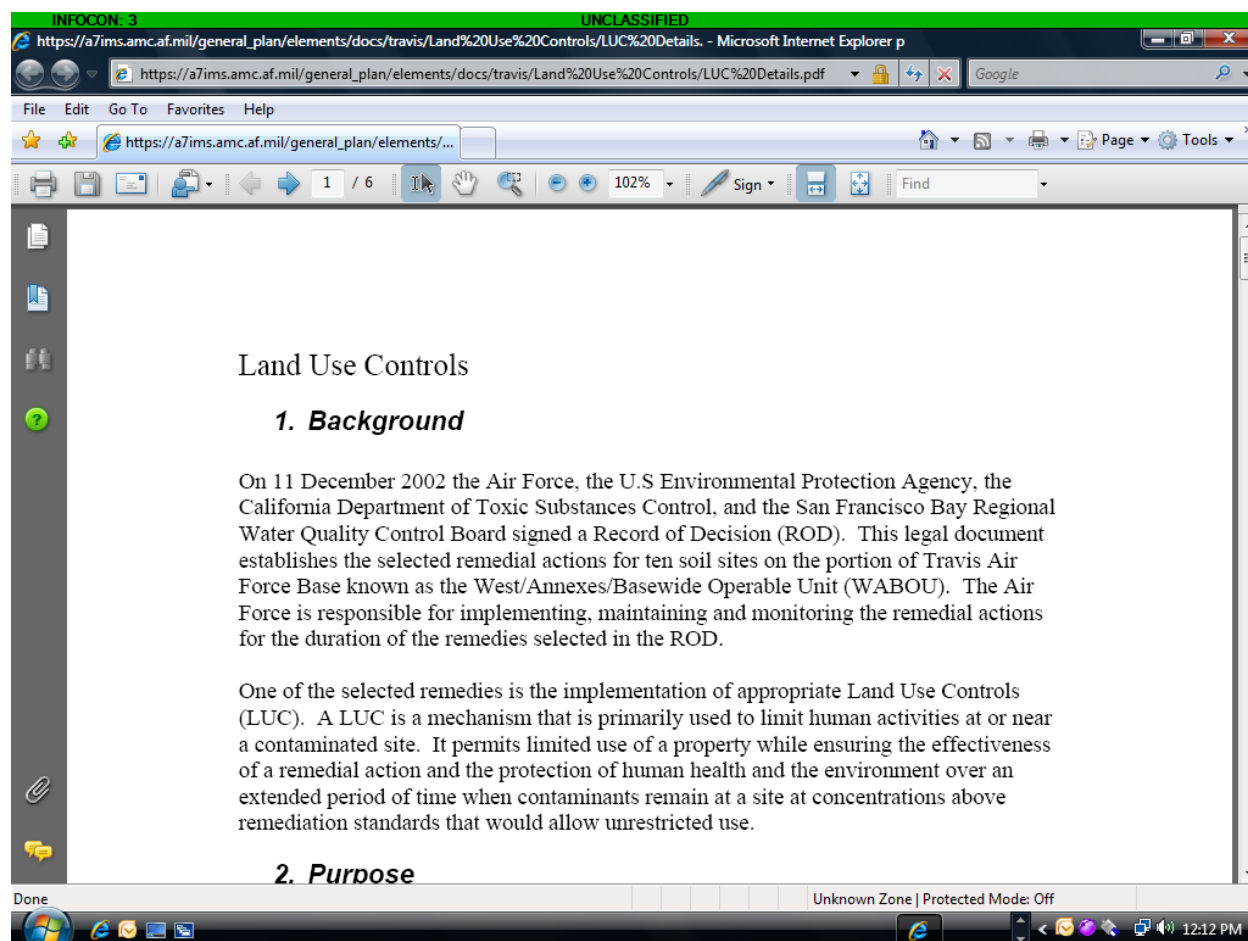 INFOCON: 3 UNCLASSIFIED
https://a7ims.amc.af.mil/general_plan/elements/docs/travis/Land%20Use%20Controls/LUC%20Details. - Microsoft Internet Explorer p
https://a7ims.amc.af.mil/general_plan/elements/docs/travis/Land%20Use%20Controls/LUC%20Details.pdf Google
File Edit Go To Favorites Help
https://a7ims.amc.af.mil/general_plan/elements/... Page Tools
1 / 6 102% Sign Find
Land Use Controls
1. Background
On 11 December 2002 the Air Force, the U.S Environmental Protection Agency, the
California Department of Toxic Substances Control, and the San Francisco Bay Regional
Water Quality Control Board signed a Record of Decision (ROD). This legal document
establishes the selected remedial actions for ten soil sites on the portion of Travis Air
Force Base known as the West/Annexes/Basewide Operable Unit (WABOU). The Air
Force is responsible for implementing, maintaining and monitoring the remedial actions
for the duration of the remedies selected in the ROD.
One of the selected remedies is the implementation of appropriate Land Use Controls
(LUC). A LUC is a mechanism that is primarily used to limit human activities at or near
a contaminated site. It permits limited use of a property while ensuring the effectiveness
of a remedial action and the protection of human health and the environment over an
extended period of time when contaminants remain at a site at concentrations above
remediation standards that would allow unrestricted use.
2. Purpose
Done Unknown Zone | Protected Mode: Off
12:12 PM